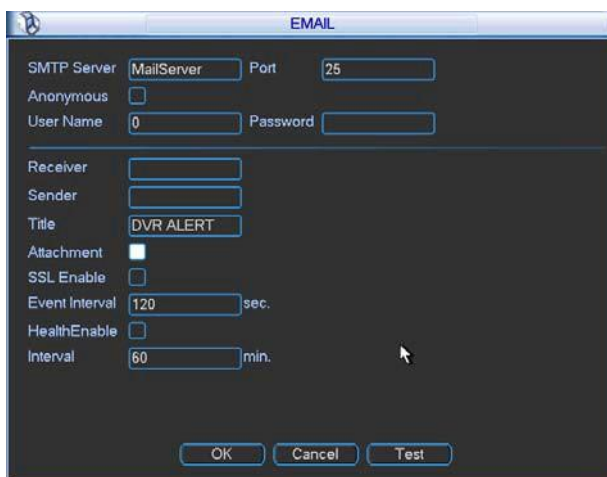 EMAIL
SMTP Server MailServer Port 25
Anonymous
User Name 0 Password
Receiver
Sender
Title DVR ALERT
Attachment
SSL Enable
Event Interval 120 sec.
HealthEnable
Interval 60 min.
OK Cancel Test